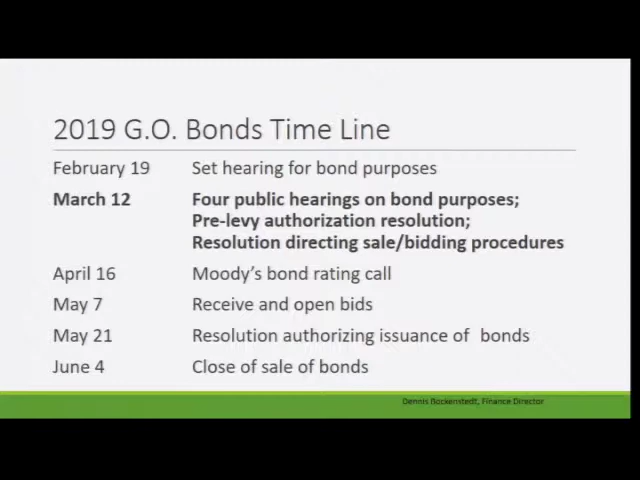 2019 G.O. Bonds Time Line
February 19 Set hearing for bond purposes
March 12 Four public hearings on bond purposes;
Pre-levy authorization resolution;
Resolution directing sale/bidding procedures
April 16 Moody's bond rating call
May 7 Receive and open bids
May 21 Resolution authorizing issuance of bonds
June 4 Close of sale of bonds
Dennis Bockenstedt, Finance Director